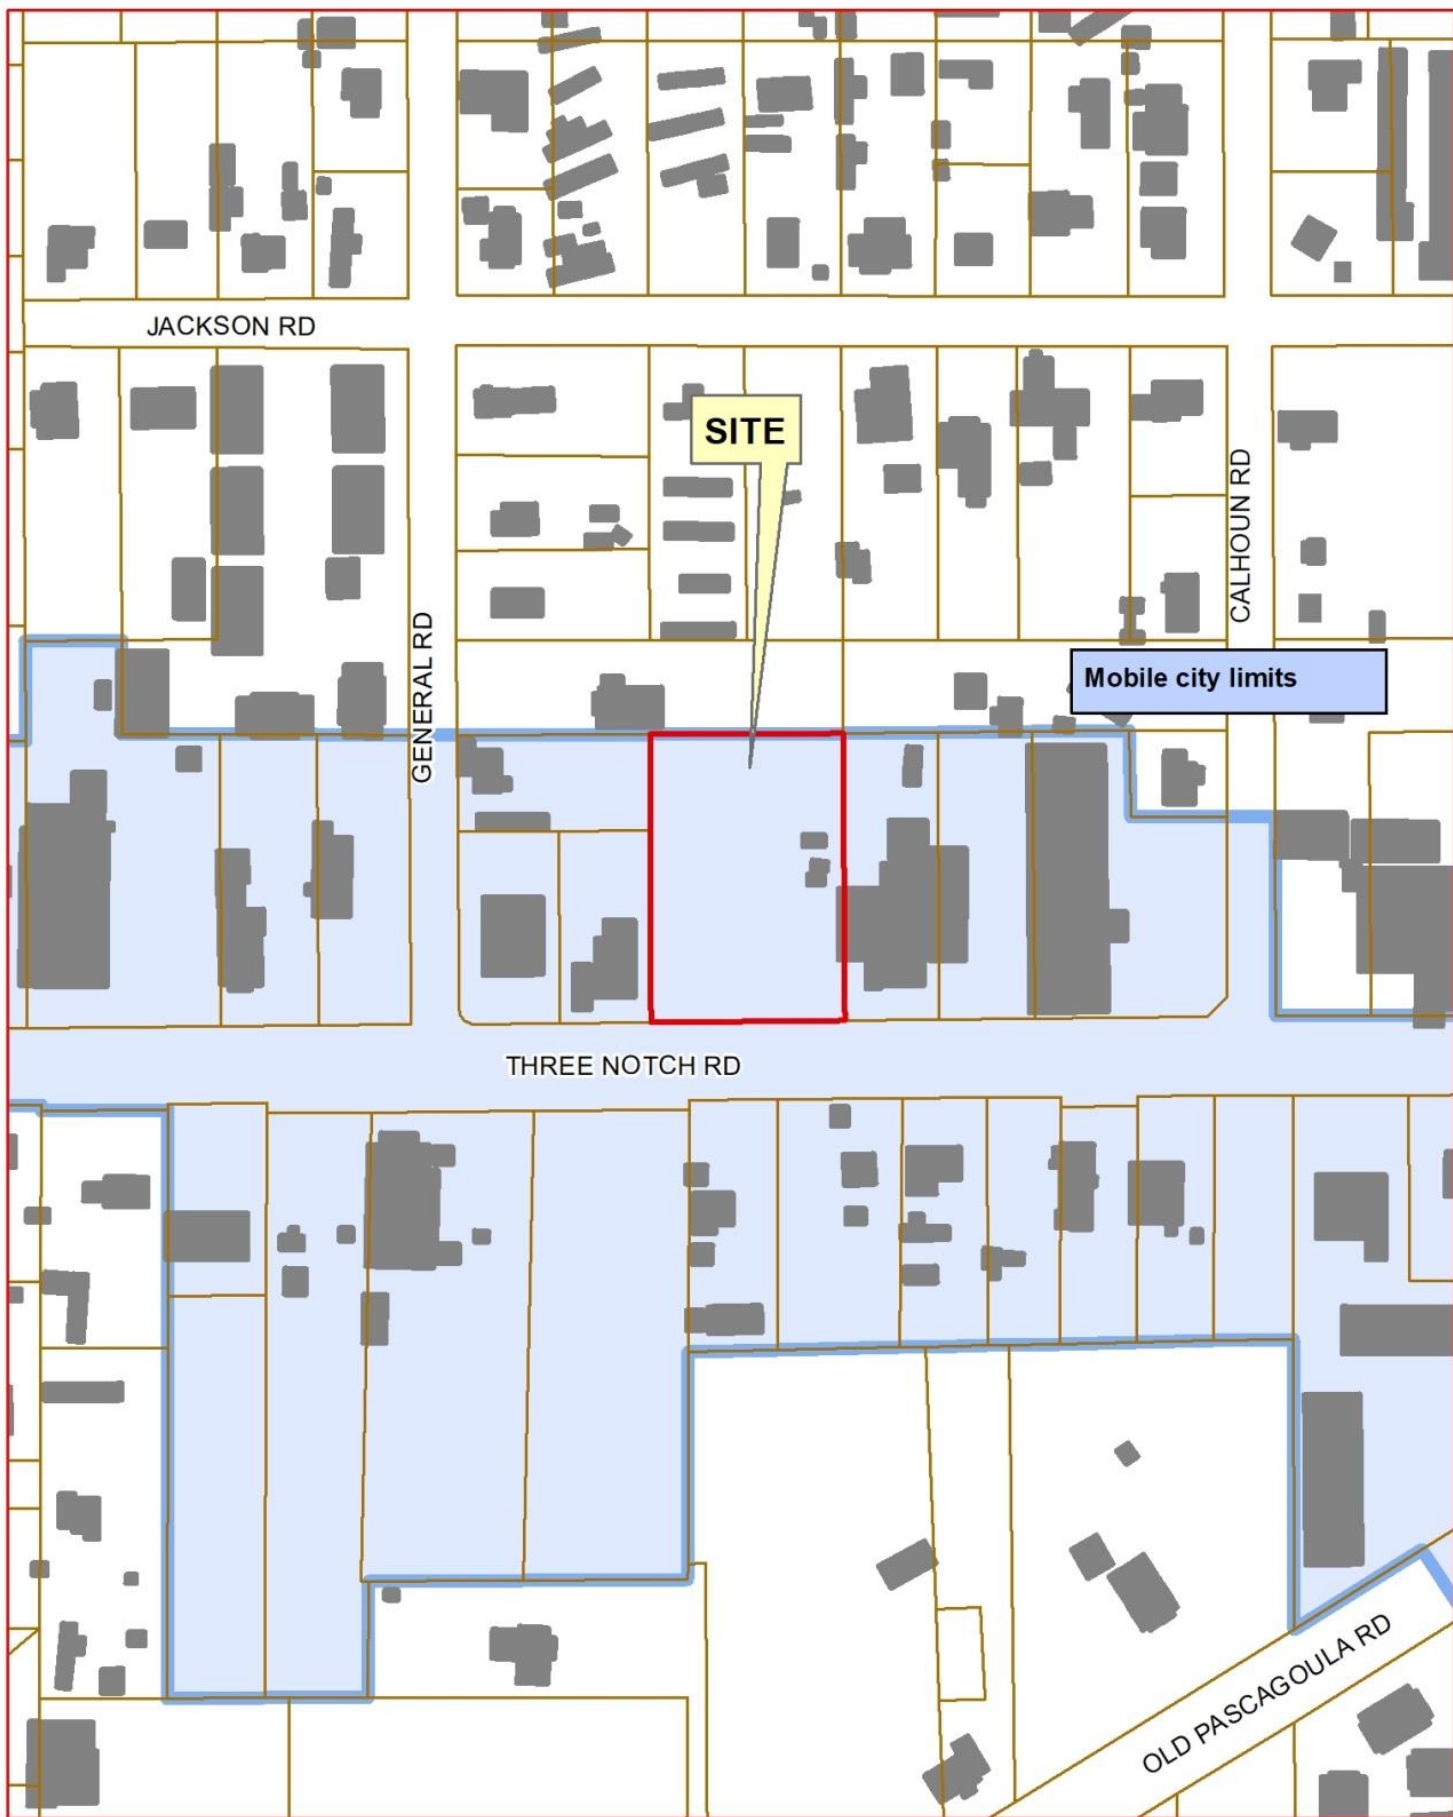 JACKSON RD
SITE
CALHOUN RD
GENERAL RD
Mobile city limits
THREE NOTCH RD
OLD PASCAGOULA RD